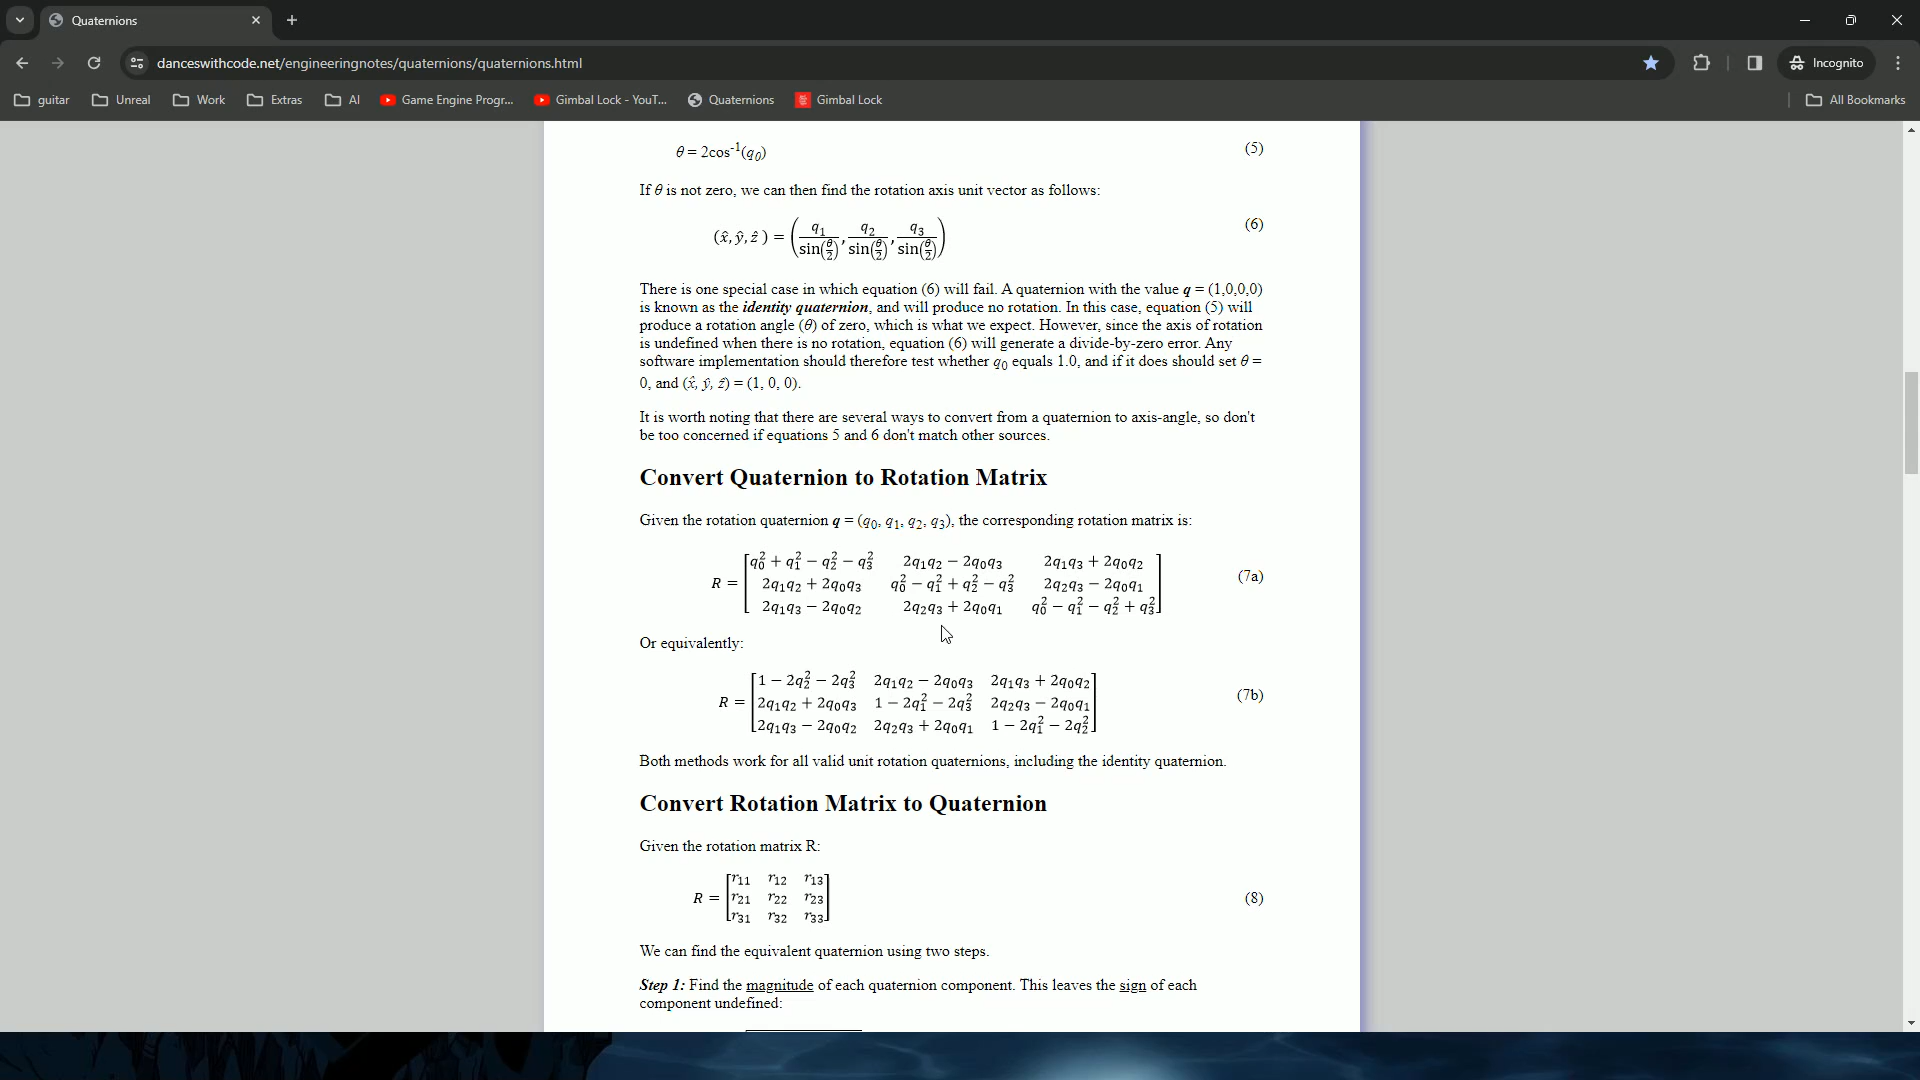 Quaternions
danceswithcode.net/engineeringnotes/quaternions/quaternions.html
Incognito
guitar Unreal Work Extras AI Game Engine Progr... Gimbal Lock - YouT... Quaternions Gimbal Lock All Bookmarks
θ = 2cos⁻¹(q₀) (5)
If θ is not zero, we can then find the rotation axis unit vector as follows:
(x̂, ŷ, ẑ ) = (q₁/sin(θ/2), q₂/sin(θ/2), q₃/sin(θ/2)) (6)
There is one special case in which equation (6) will fail. A quaternion with the value q = (1,0,0,0)
is known as the identity quaternion, and will produce no rotation. In this case, equation (5) will
produce a rotation angle (θ) of zero, which is what we expect. However, since the axis of rotation
is undefined when there is no rotation, equation (6) will generate a divide-by-zero error. Any
software implementation should therefore test whether q₀ equals 1.0, and if it does should set θ =
0, and (x̂, ŷ, ẑ) = (1, 0, 0).
It is worth noting that there are several ways to convert from a quaternion to axis-angle, so don't
be too concerned if equations 5 and 6 don't match other sources.
Convert Quaternion to Rotation Matrix
Given the rotation quaternion q = (q₀, q₁, q₂, q₃), the corresponding rotation matrix is:
q₀² + q₁² − q₂² − q₃² 2q₁q₂ − 2q₀q₃ 2q₁q₃ + 2q₀q₂
R = 2q₁q₂ + 2q₀q₃ q₀² − q₁² + q₂² − q₃² 2q₂q₃ − 2q₀q₁ (7a)
2q₁q₃ − 2q₀q₂ 2q₂q₃ + 2q₀q₁ q₀² − q₁² − q₂² + q₃²
Or equivalently:
1 − 2q₂² − 2q₃² 2q₁q₂ − 2q₀q₃ 2q₁q₃ + 2q₀q₂
R = 2q₁q₂ + 2q₀q₃ 1 − 2q₁² − 2q₃² 2q₂q₃ − 2q₀q₁ (7b)
2q₁q₃ − 2q₀q₂ 2q₂q₃ + 2q₀q₁ 1 − 2q₁² − 2q₂²
Both methods work for all valid unit rotation quaternions, including the identity quaternion.
Convert Rotation Matrix to Quaternion
Given the rotation matrix R:
r₁₁ r₁₂ r₁₃
R = r₂₁ r₂₂ r₂₃ (8)
r₃₁ r₃₂ r₃₃
We can find the equivalent quaternion using two steps.
Step 1: Find the magnitude of each quaternion component. This leaves the sign of each
component undefined: